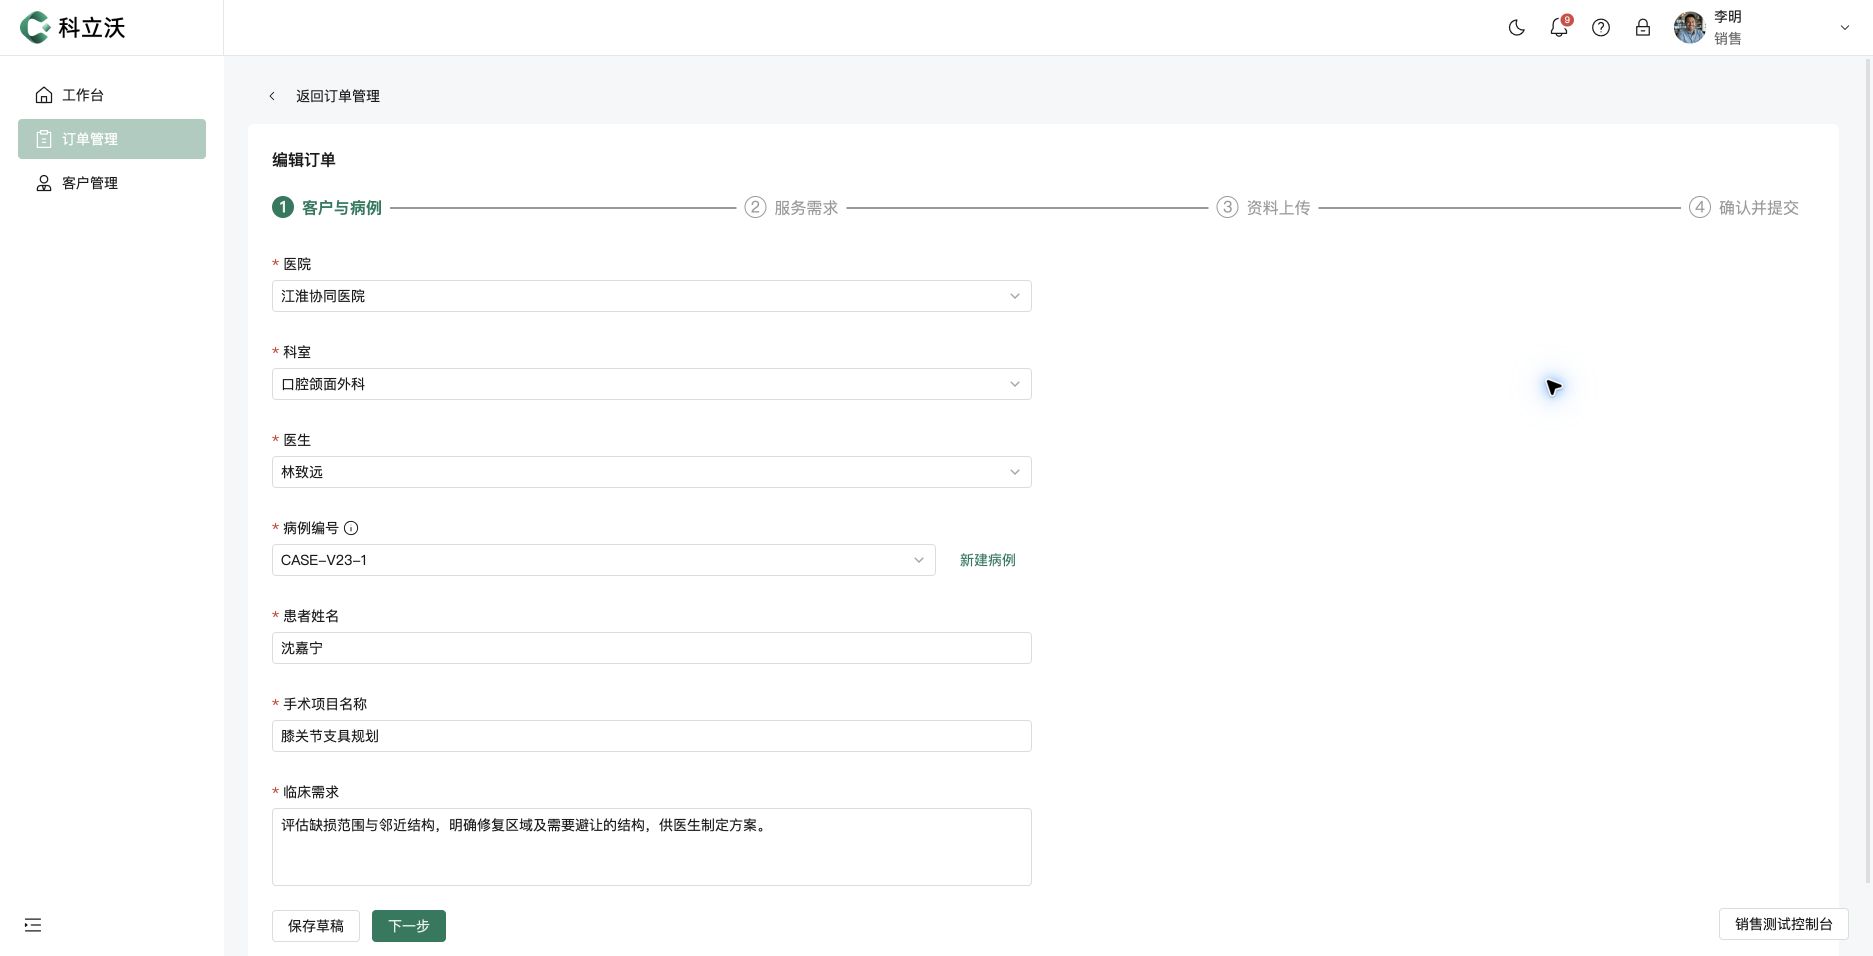 科立沃
9
李明
销售
工作台
订单管理
客户管理
返回订单管理
编辑订单
1 客户与病例
2 服务需求
3 资料上传
4 确认并提交
* 医院
江淮协同医院
* 科室
口腔颌面外科
* 医生
林致远
* 病例编号
CASE-V23-1
新建病例
* 患者姓名
沈嘉宁
* 手术项目名称
膝关节支具规划
* 临床需求
评估缺损范围与邻近结构，明确修复区域及需要避让的结构，供医生制定方案。
保存草稿
下一步
销售测试控制台